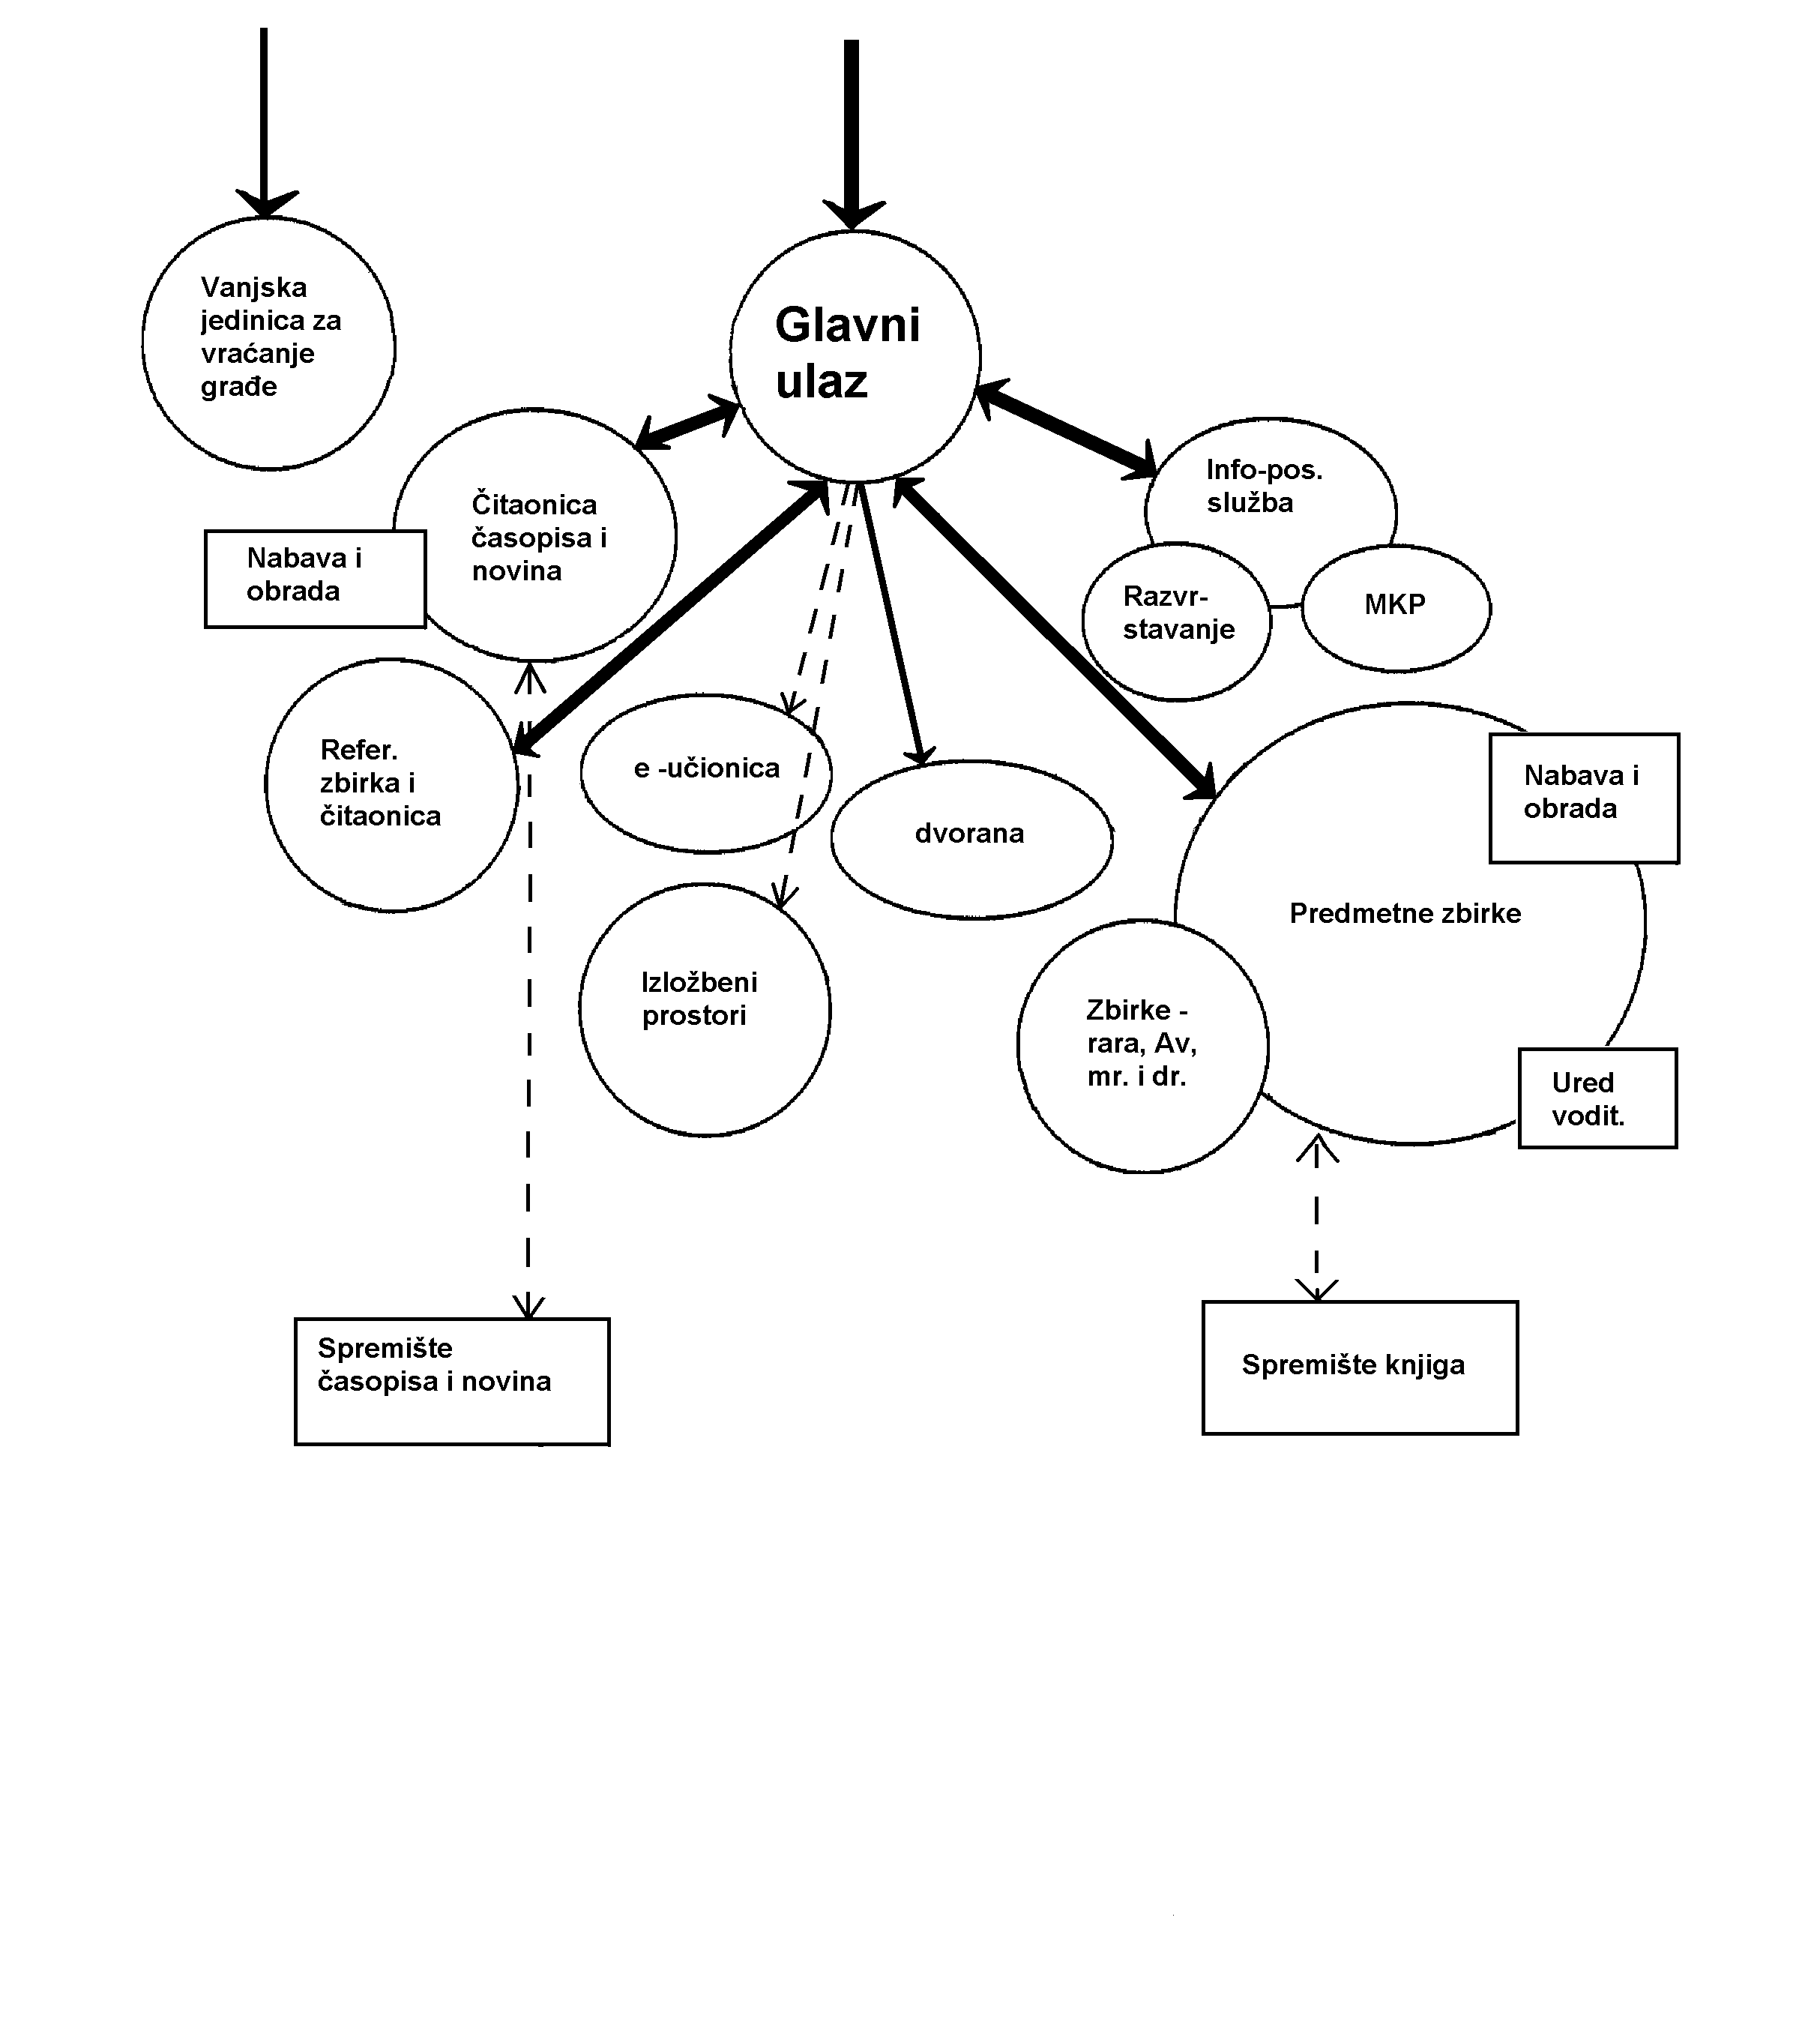 Vanjska
jedinica za
vraćanje
građe
Glavni
ulaz
Čitaonica
časopisa i
novina
Nabava i
obrada
Info-pos.
služba
Razvr-
stavanje
MKP
Refer.
zbirka i
čitaonica
e -učionica
dvorana
Nabava i
obrada
Predmetne zbirke
Izložbeni
prostori
Zbirke -
rara, Av,
mr. i dr.
Ured
vodit.
Spremište
časopisa i novina
Spremište knjiga